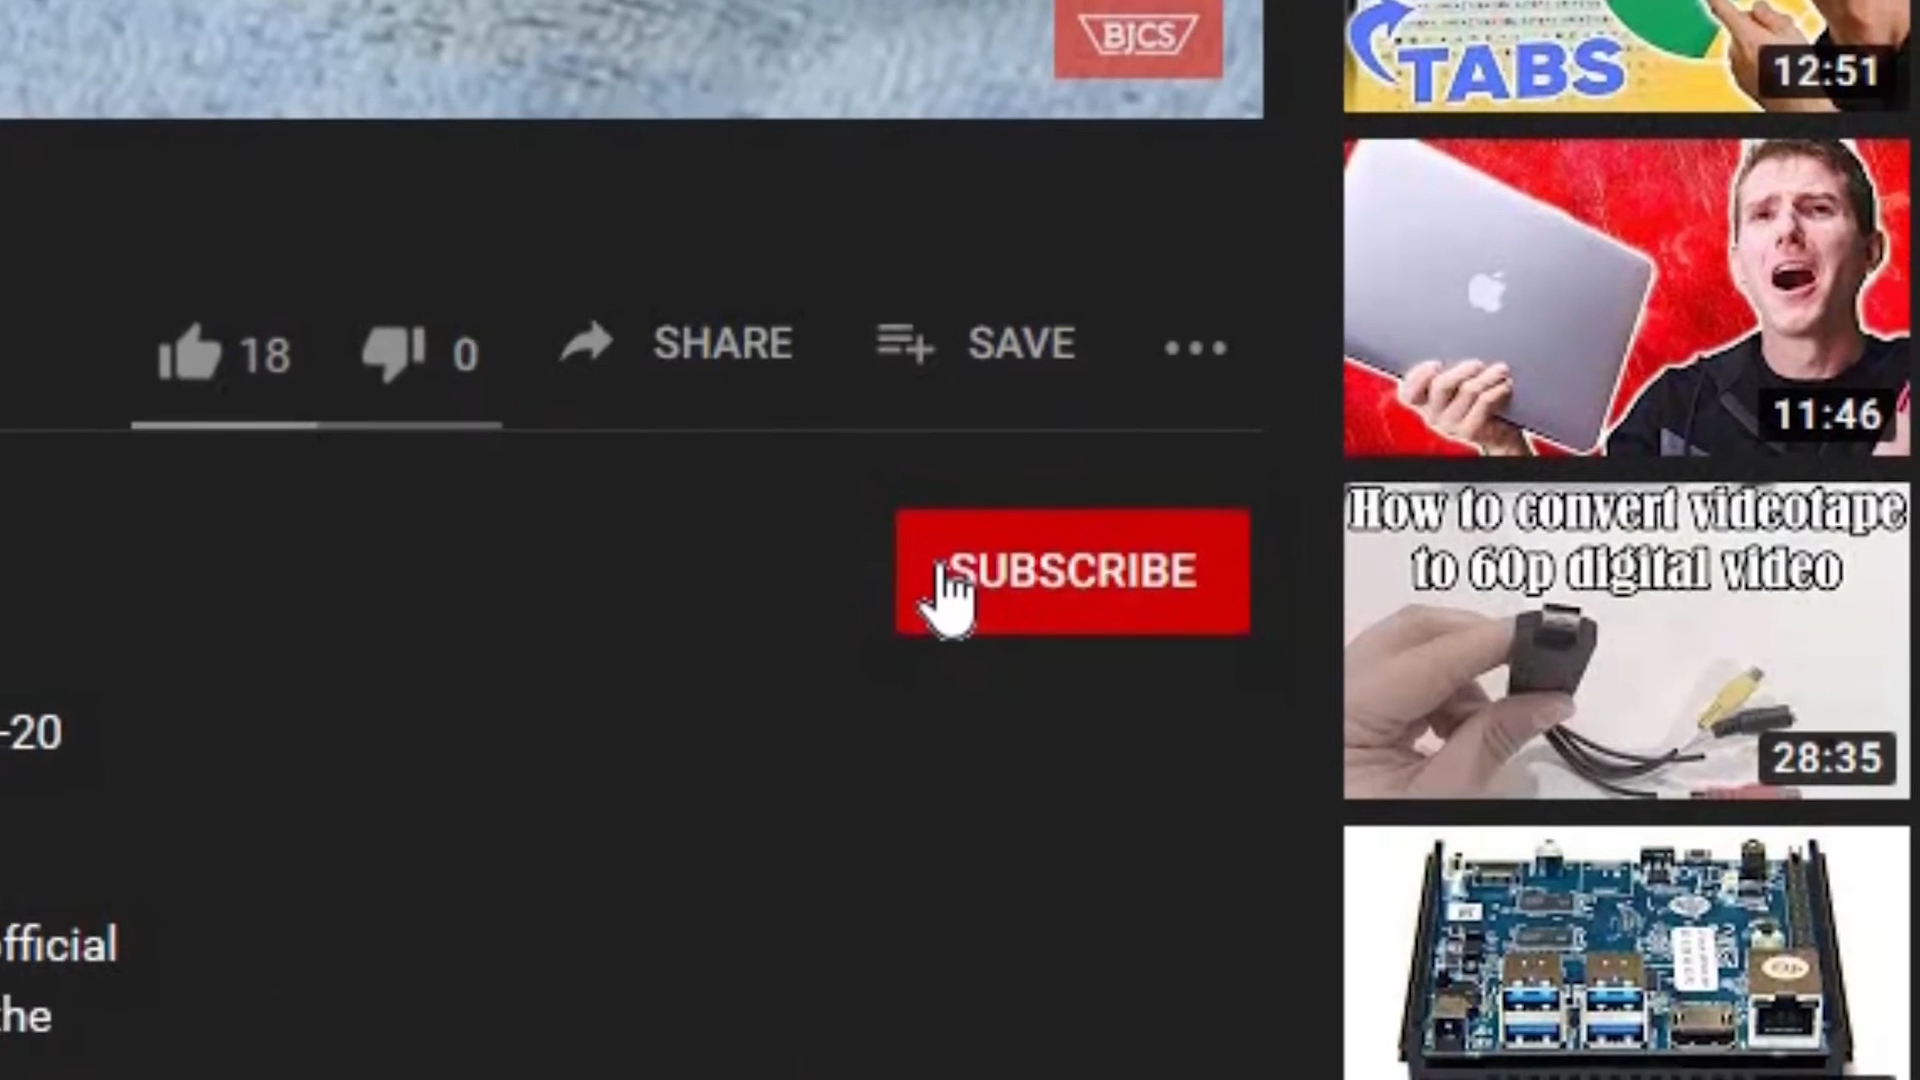 BJCS
TABS
12:51
18
0
SHARE
SAVE
11:46
SUBSCRIBE
How to convert videotape
to 60p digital video
28:35
-20
fficial
the